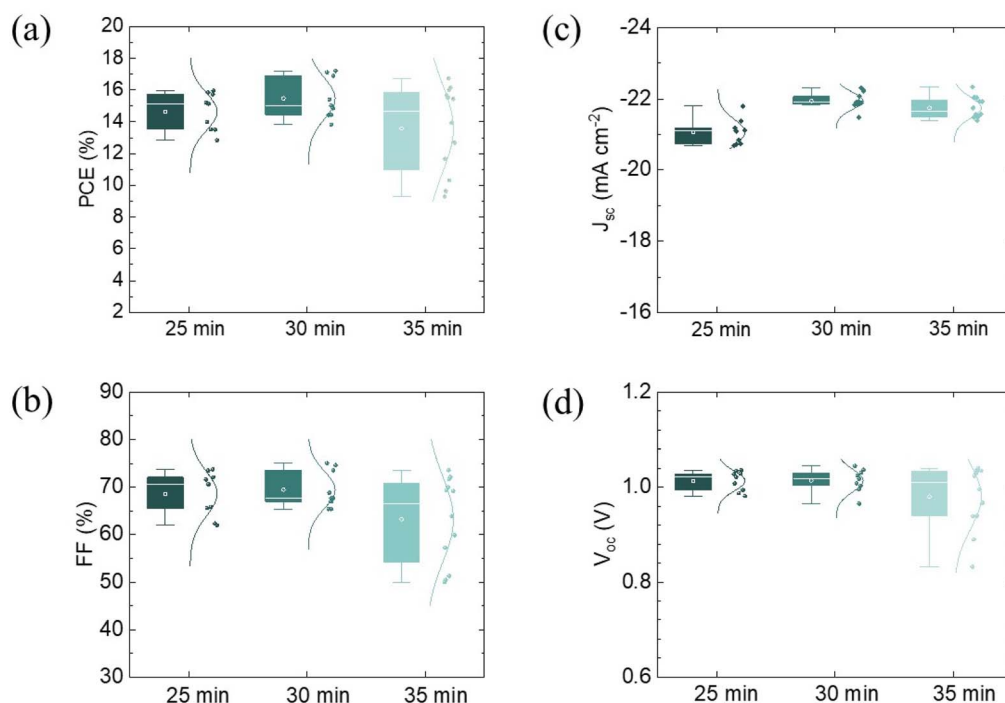 (a)
PCE (%)
20
18
16
14
12
10
8
6
4
2
25 min 30 min 35 min
(c)
J_sc (mA cm⁻²)
-24
-22
-20
-18
-16
25 min 30 min 35 min
(b)
FF (%)
90
80
70
60
50
40
30
25 min 30 min 35 min
(d)
V_oc (V)
1.2
1.0
0.8
0.6
25 min 30 min 35 min